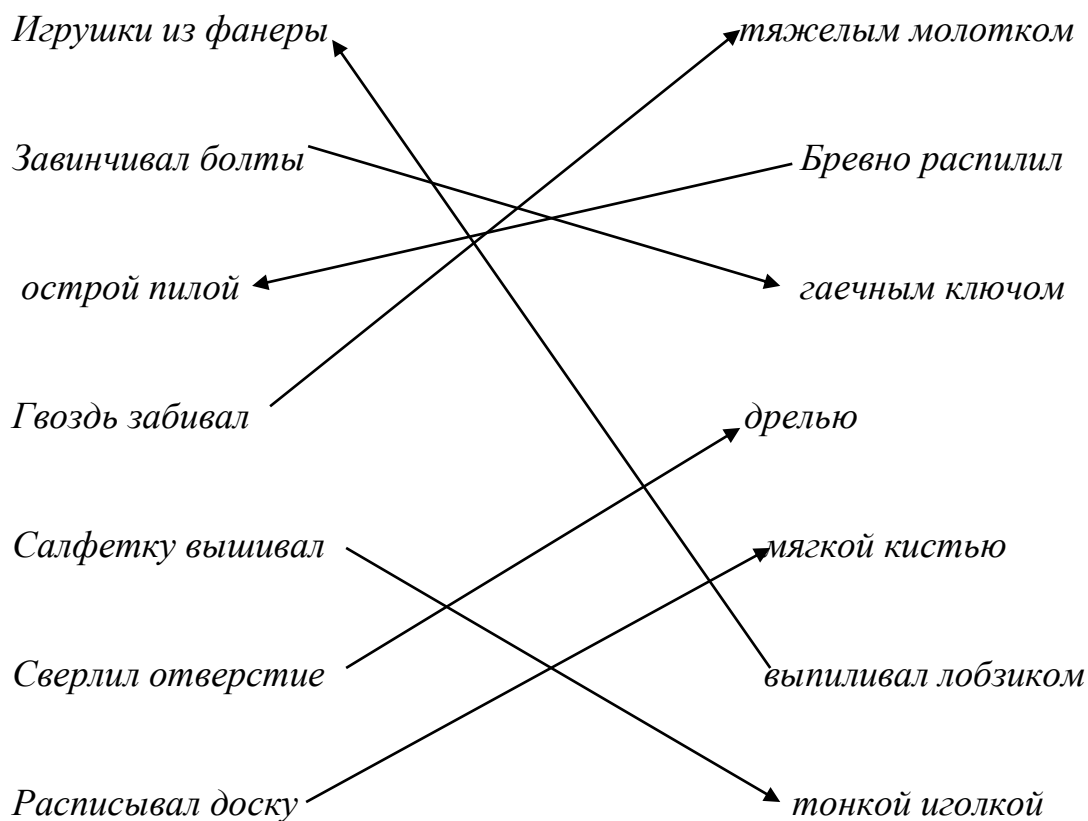 Игрушки из фанеры тяжелым молотком
Завинчивал болты Бревно распилил
острой пилой гаечным ключом
Гвоздь забивал дрелью
Салфетку вышивал мягкой кистью
Сверлил отверстие выпиливал лобзиком
Расписывал доску тонкой иголкой